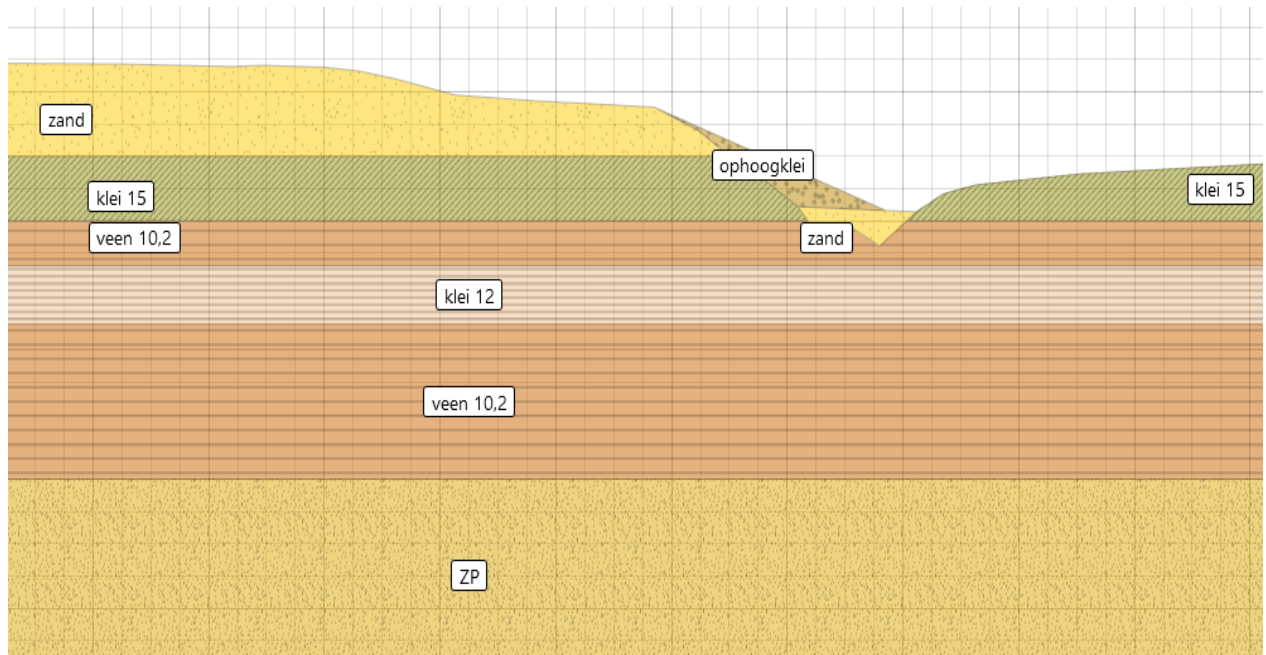 zand
ophoogklei
klei 15
klei 15
veen 10,2
zand
klei 12
veen 10,2
ZP